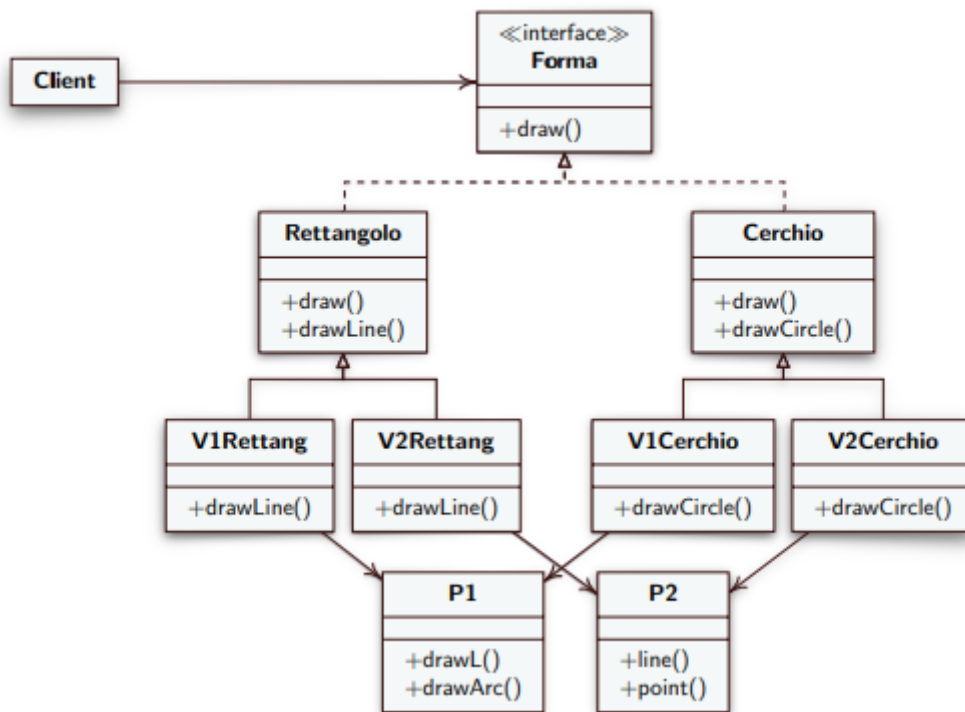 ≪interface≫
Forma
Client
+draw()
Rettangolo
Cerchio
+draw()
+drawLine()
+draw()
+drawCircle()
V1Rettang
V2Rettang
V1Cerchio
V2Cerchio
+drawLine()
+drawLine()
+drawCircle()
+drawCircle()
P1
P2
+drawL()
+drawArc()
+line()
+point()